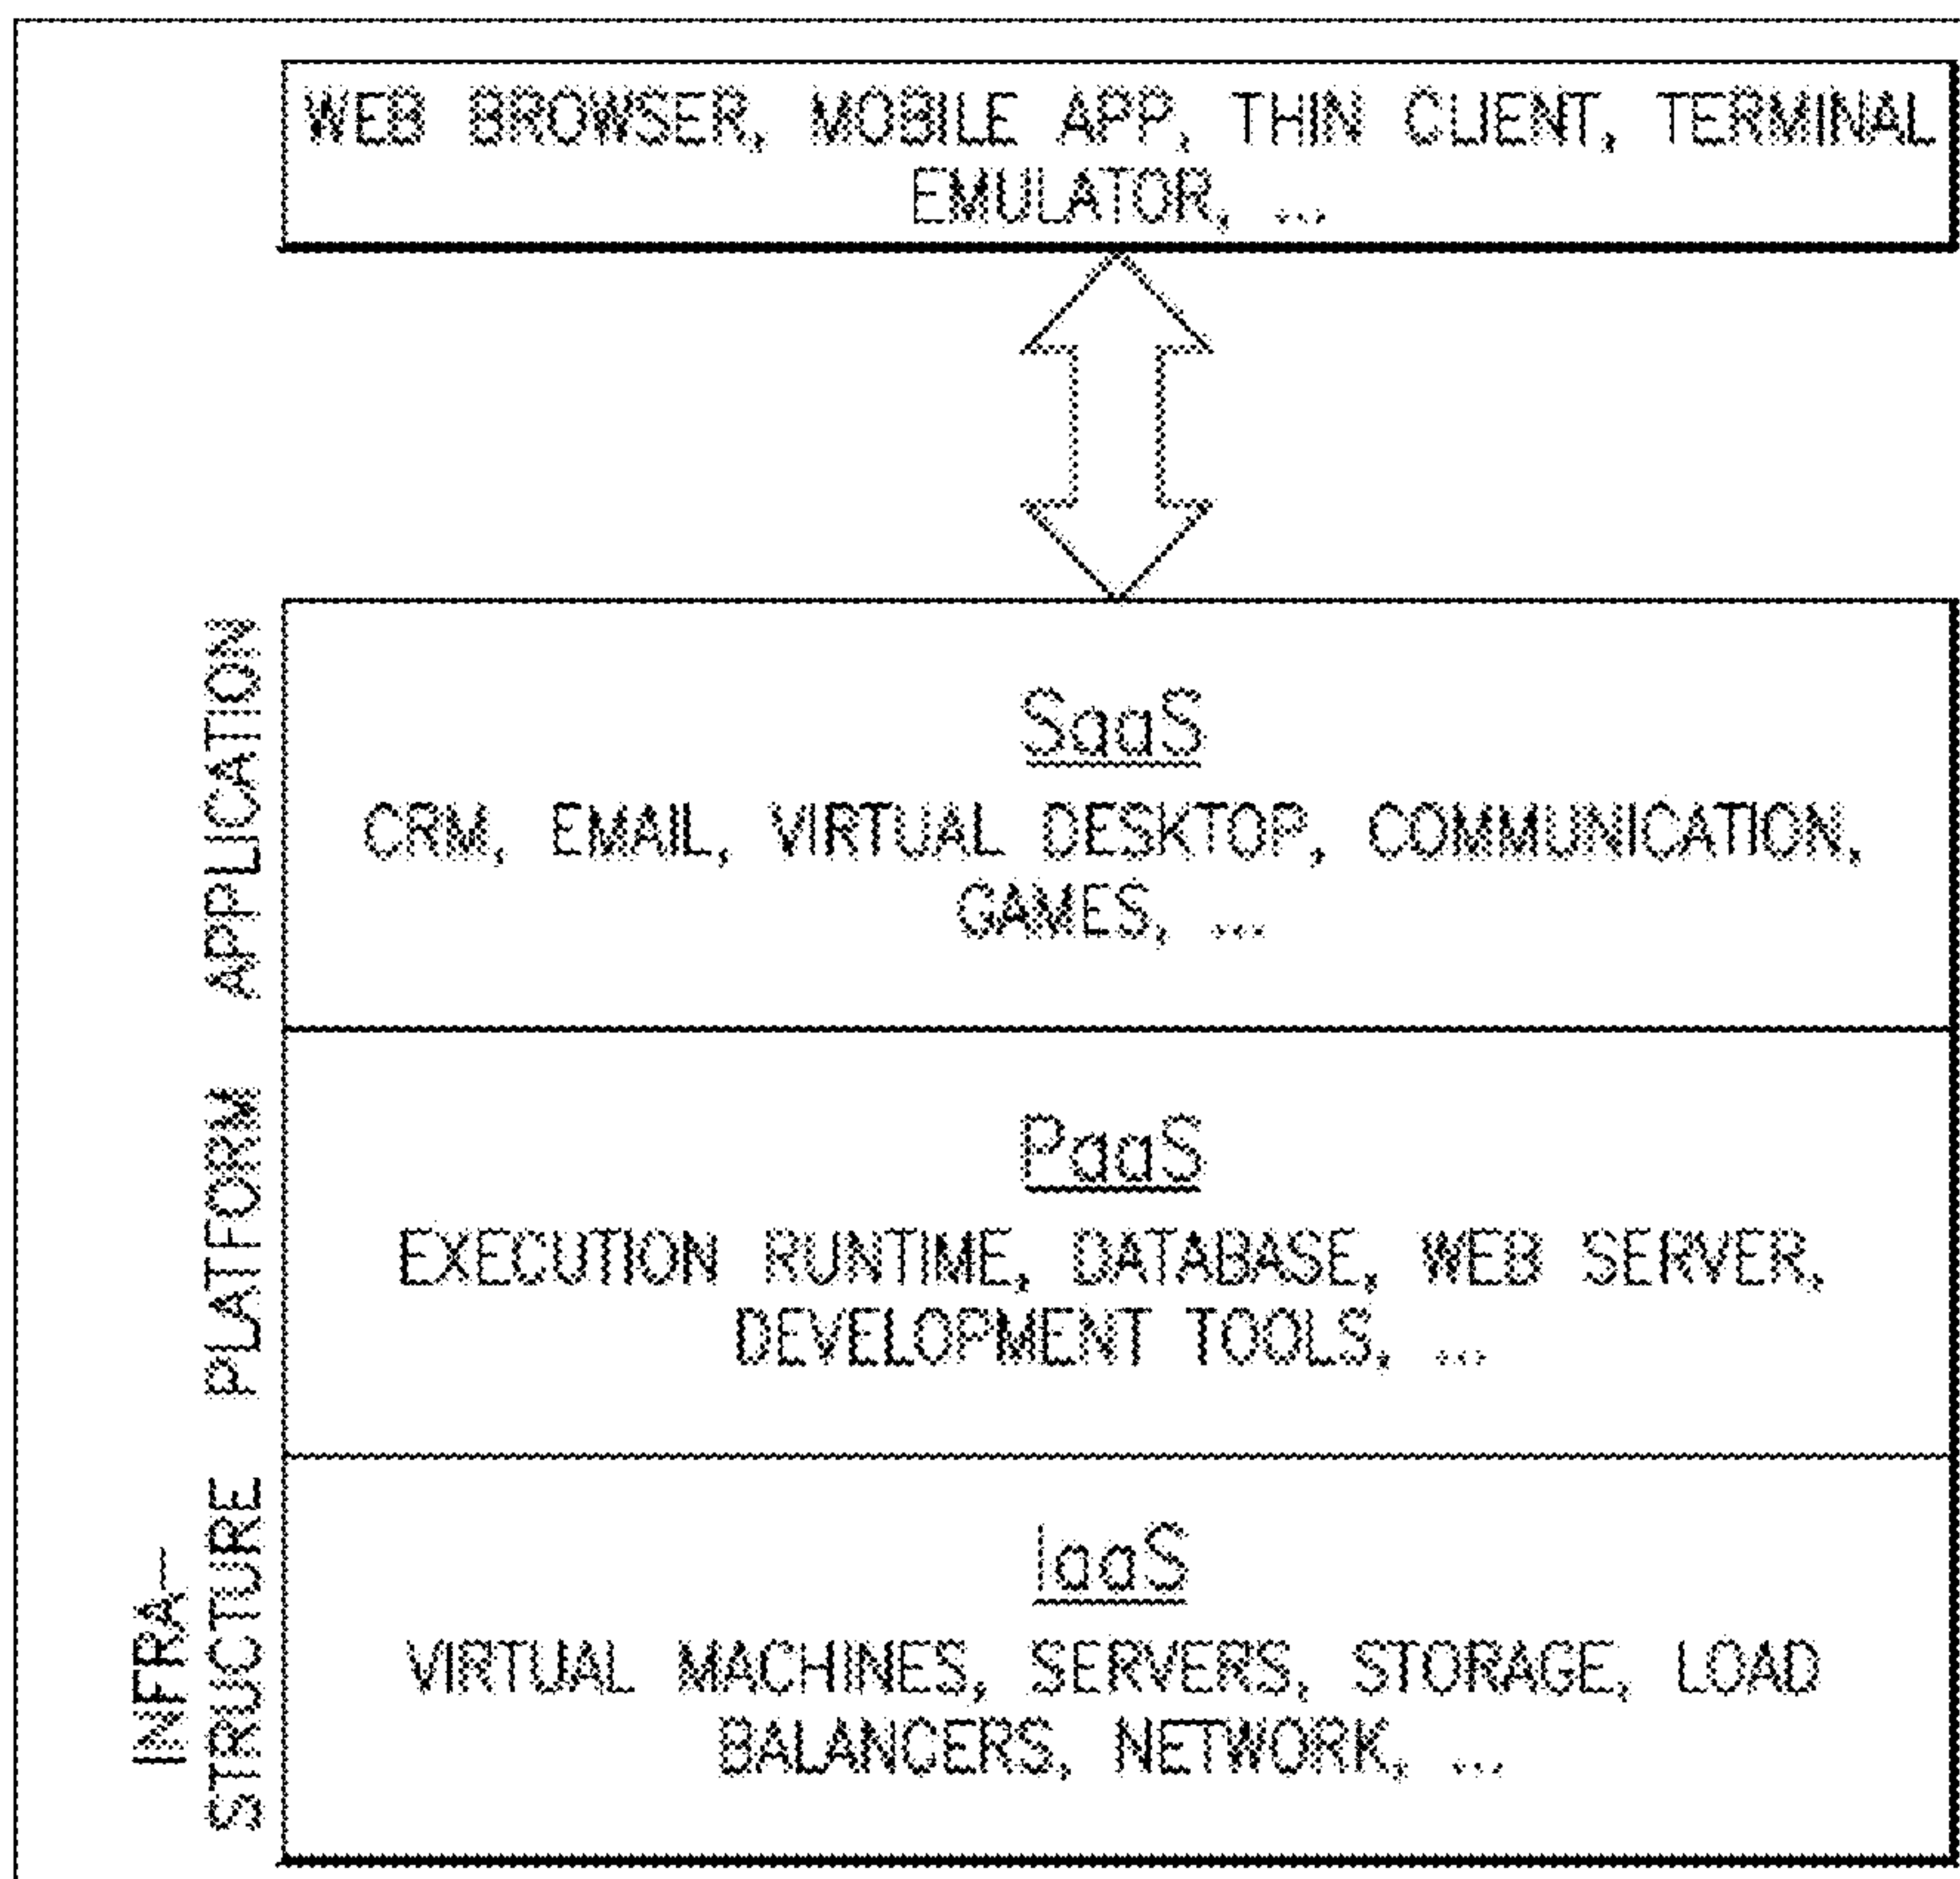 WEB BROWSER, MOBILE APP, THIN CLIENT, TERMINAL
EMULATOR, ...
APPLICATION
SaaS
CRM, EMAIL, VIRTUAL DESKTOP, COMMUNICATION,
GAMES, ...
PLATFORM
PaaS
EXECUTION RUNTIME, DATABASE, WEB SERVER,
DEVELOPMENT TOOLS, ...
INFRA-
STRUCTURE
IaaS
VIRTUAL MACHINES, SERVERS, STORAGE, LOAD
BALANCERS, NETWORK, ...